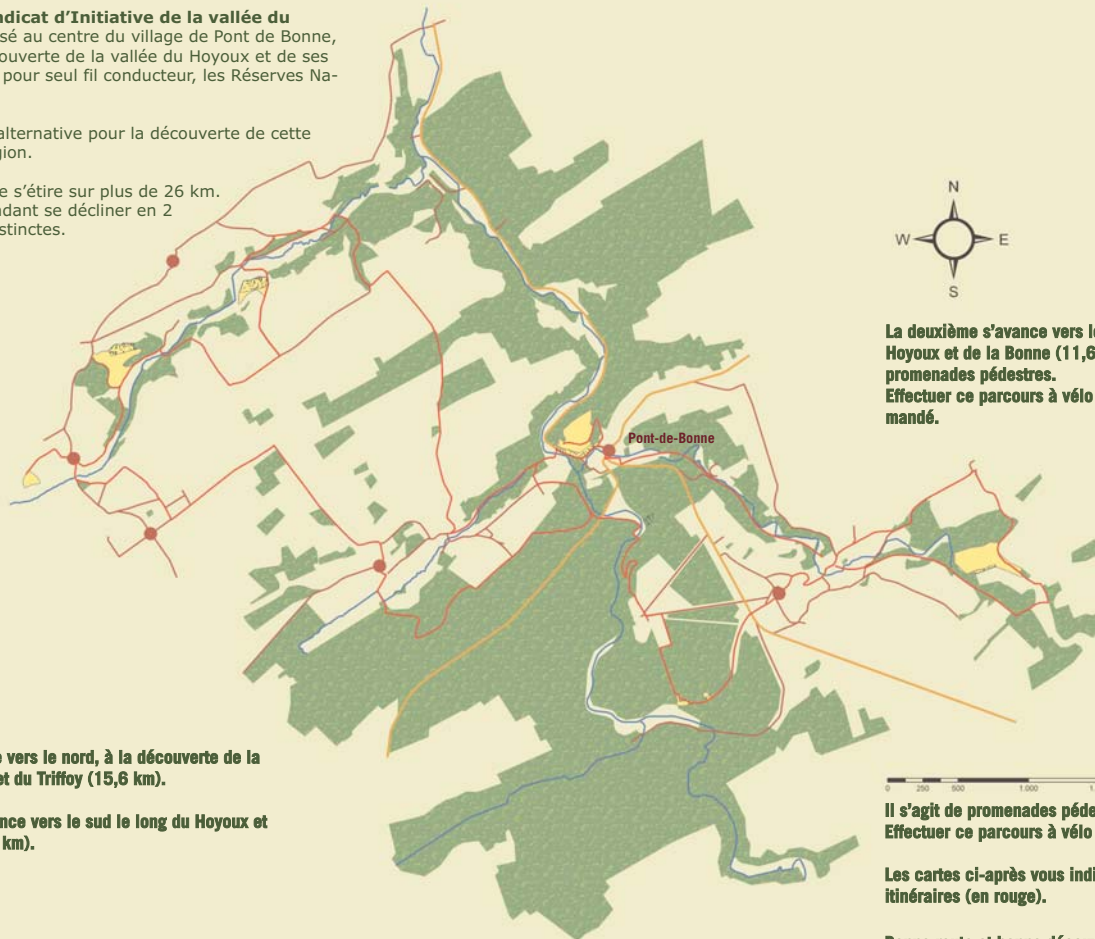 ndicat d’Initiative de la vallée du
sé au centre du village de Pont de Bonne,
couverte de la vallée du Hoyoux et de ses
pour seul fil conducteur, les Réserves Na-
alternative pour la découverte de cette
gion.
e s’étire sur plus de 26 km.
ndant se décliner en 2
stinctes.
N
W
E
S
La deuxième s’avance vers le
Hoyoux et de la Bonne (11,6
promenades pédestres.
Effectuer ce parcours à vélo
mandé.
Pont-de-Bonne
e vers le nord, à la découverte de la
et du Triffoy (15,6 km).
nce vers le sud le long du Hoyoux et
km).
0 250 500 1.000
Il s’agit de promenades péde
Effectuer ce parcours à vélo
Les cartes ci-après vous indi
itinéraires (en rouge).